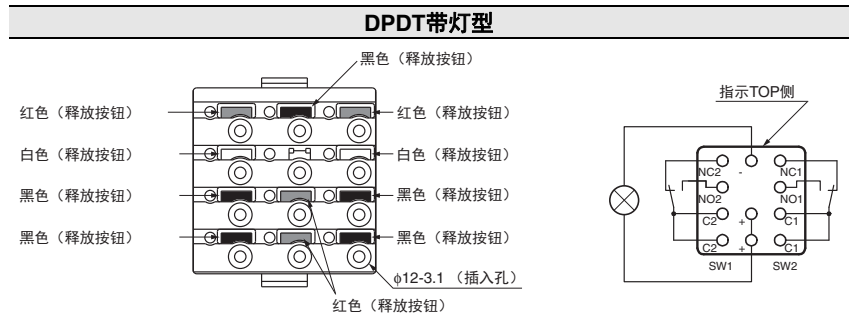 DPDT带灯型
黑色（释放按钮）
红色（释放按钮）
红色（释放按钮）
白色（释放按钮）
白色（释放按钮）
黑色（释放按钮）
黑色（释放按钮）
黑色（释放按钮）
黑色（释放按钮）
φ12-3.1 （插入孔）
红色（释放按钮）
指示TOP侧
NC2 - NC1
NO2 NO1
C2 + C1
C2 + C1
SW1 SW2